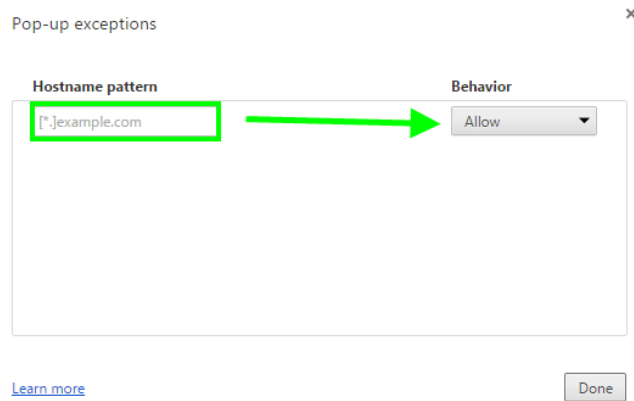 Pop-up exceptions
x
Hostname pattern Behavior
[*.]example.com Allow
Learn more Done